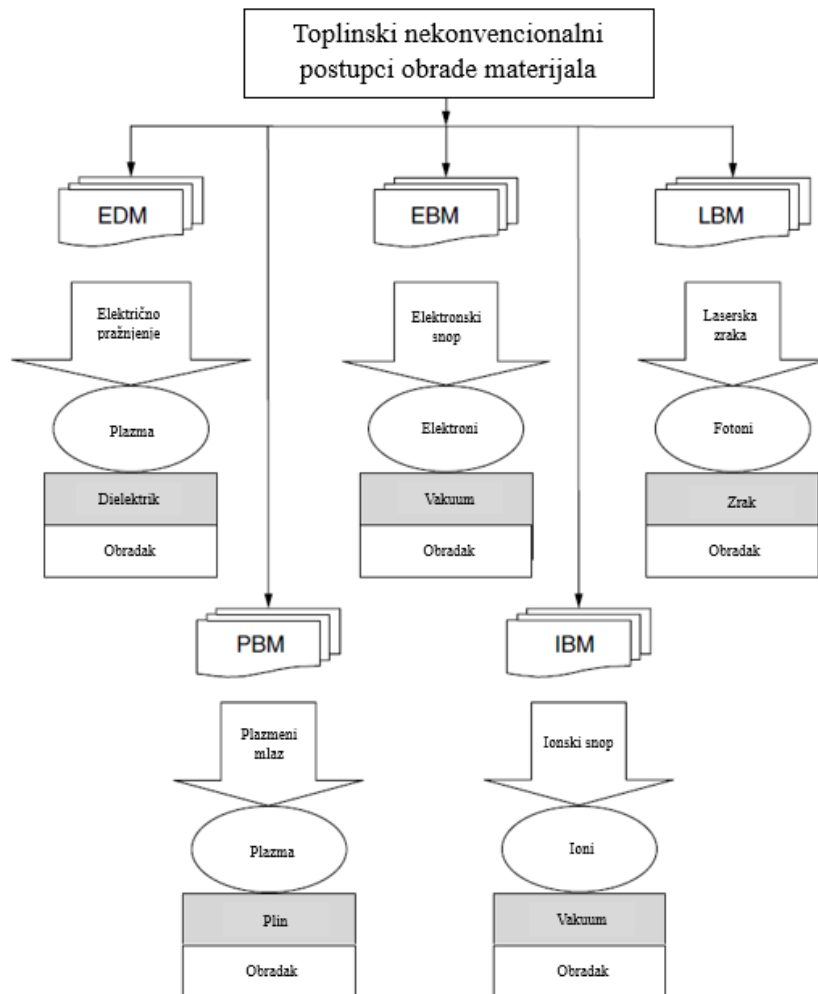 Toplinski nekonvencionalni
postupci obrade materijala
EDM
EBM
LBM
Električno
pražnjenje
Elektronski
snop
Laserska
zraka
Plazma
Elektroni
Fotoni
Dielektrik
Vakuum
Zrak
Obradak
Obradak
Obradak
PBM
IBM
Plazmeni
mlaz
Ionski snop
Plazma
Ioni
Plin
Vakuum
Obradak
Obradak